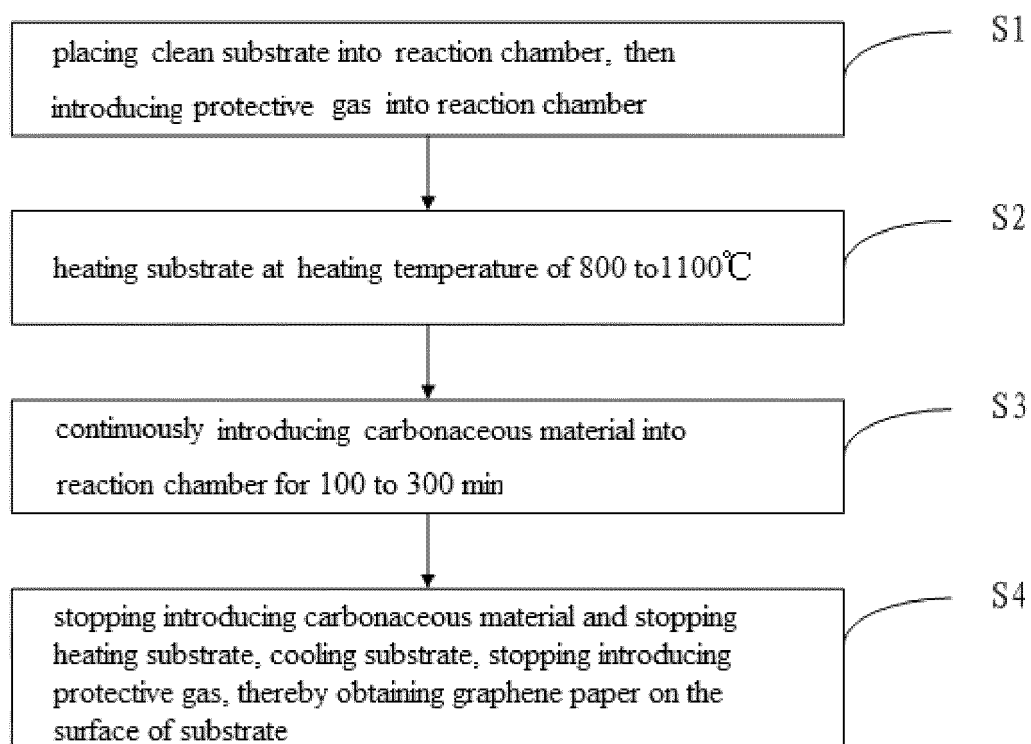 placing clean substrate into reaction chamber, then
introducing protective gas into reaction chamber
S1
heating substrate at heating temperature of 800 to1100℃
S2
continuously introducing carbonaceous material into
reaction chamber for 100 to 300 min
S3
stopping introducing carbonaceous material and stopping
heating substrate, cooling substrate, stopping introducing
protective gas, thereby obtaining graphene paper on the
surface of substrate
S4